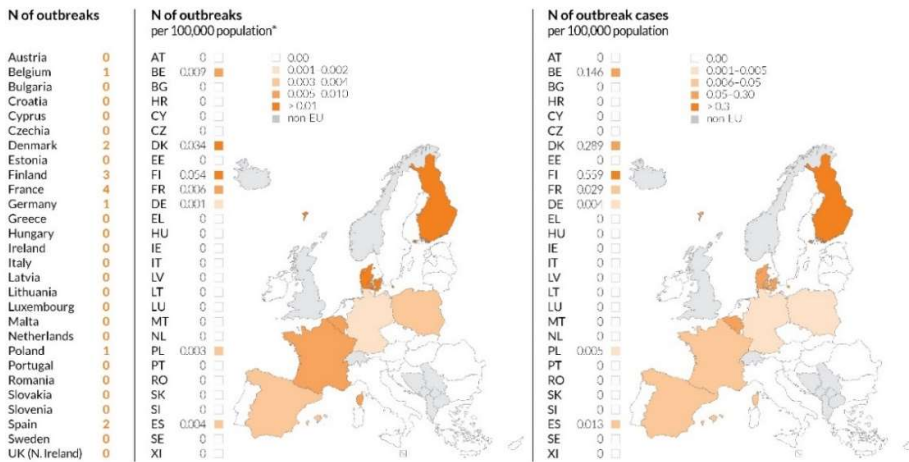 N of outbreaks
Austria 0
Belgium 1
Bulgaria 0
Croatia 0
Cyprus 0
Czechia 0
Denmark 2
Estonia 0
Finland 3
France 4
Germany 1
Greece 0
Hungary 0
Ireland 0
Italy 0
Latvia 0
Lithuania 0
Luxembourg 0
Malta 0
Netherlands 0
Poland 1
Portugal 0
Romania 0
Slovakia 0
Slovenia 0
Spain 2
Sweden 0
UK (N. Ireland) 0
N of outbreaks
per 100,000 population*
AT 0
BE 0.009
BG 0
HR 0
CY 0
CZ 0
DK 0.034
EE 0
FI 0.054
FR 0.006
DE 0.001
EL 0
HU 0
IE 0
IT 0
LV 0
LT 0
LU 0
MT 0
NL 0
PL 0.003
PT 0
RO 0
SK 0
SI 0
ES 0.004
SE 0
XI 0
0.00
0.001–0.002
0.003–0.004
0.005–0.010
> 0.01
non EU
N of outbreak cases
per 100,000 population
AT 0
BE 0.146
BG 0
HR 0
CY 0
CZ 0
DK 0.289
EE 0
FI 0.559
FR 0.029
DE 0.004
EL 0
HU 0
IE 0
IT 0
LV 0
LT 0
LU 0
MT 0
NL 0
PL 0.005
PT 0
RO 0
SK 0
SI 0
ES 0.013
SE 0
XI 0
0.00
0.001–0.005
0.006–0.05
0.05–0.30
> 0.3
non EU